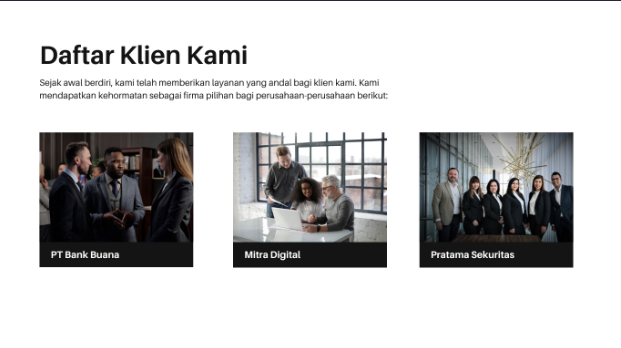 Daftar Klien Kami
Sejak awal berdiri, kami telah memberikan layanan yang andal bagi klien kami. Kami
mendapatkan kehormatan sebagai firma pilihan bagi perusahaan-perusahaan berikut:
PT Bank Buana
Mitra Digital
Pratama Sekuritas